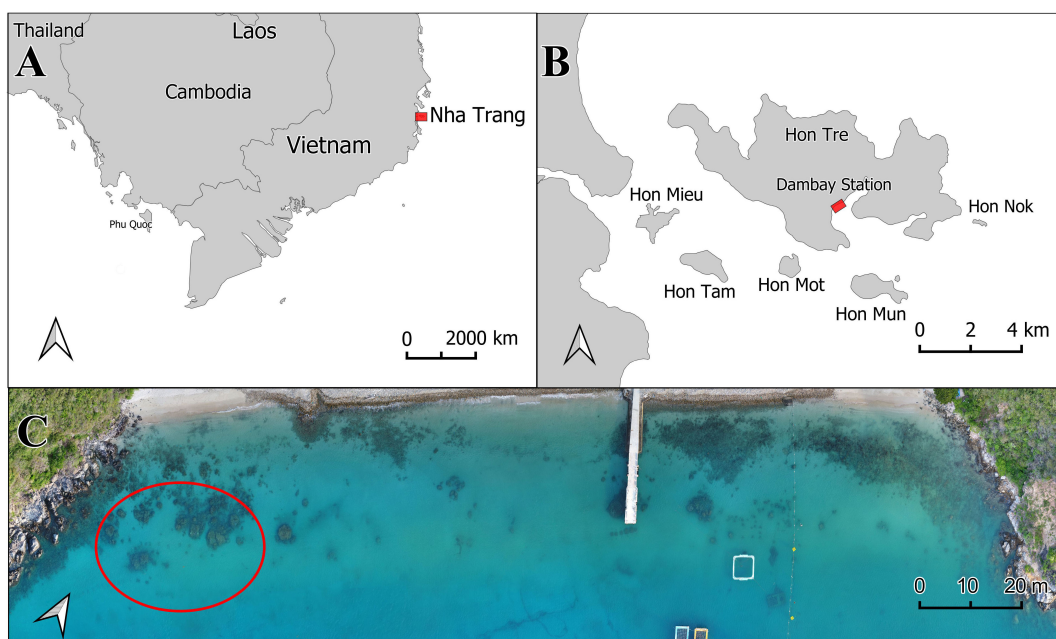 A
Thailand
Laos
Cambodia
Nha Trang
Vietnam
Phu Quoc
0 2000 km
B
Hon Tre
Dambay Station
Hon Mieu
Hon Nok
Hon Tam
Hon Mot
Hon Mun
0 2 4 km
C
0 10 20 m.